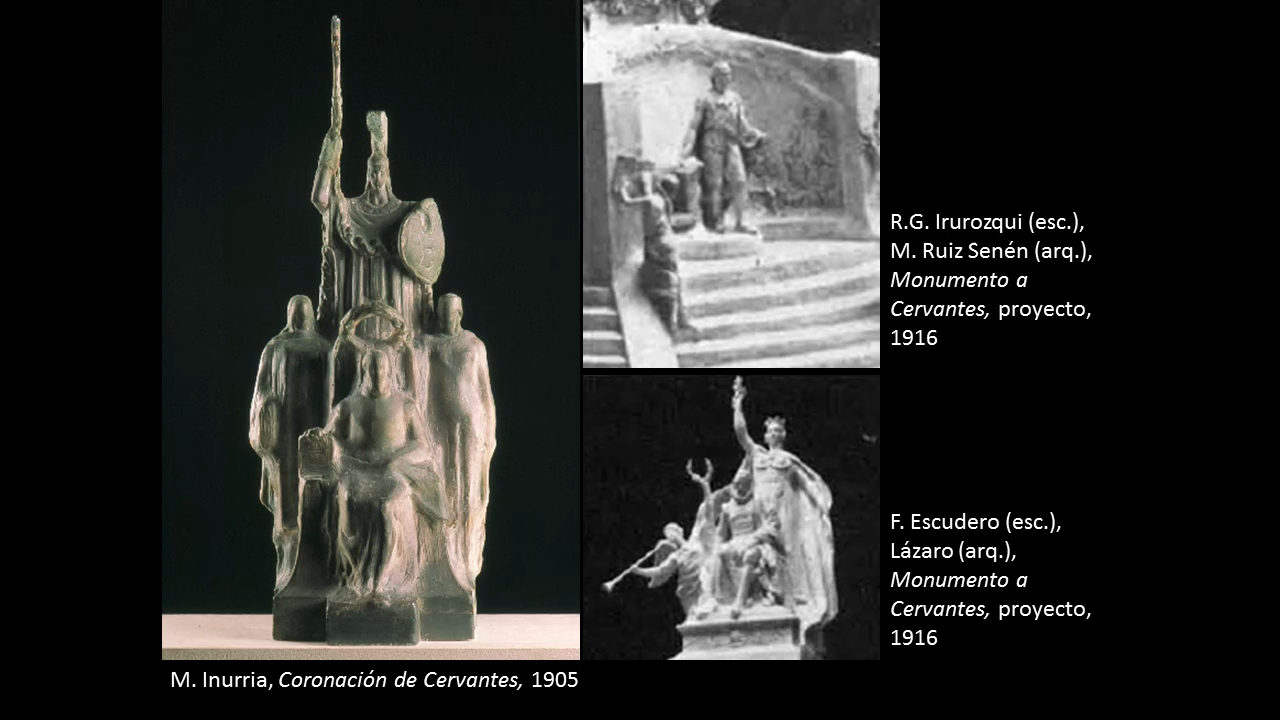 R.G. Irurozqui (esc.),
M. Ruiz Senén (arq.),
Monumento a
Cervantes, proyecto,
1916
F. Escudero (esc.),
Lázaro (arq.),
Monumento a
Cervantes, proyecto,
1916
M. Inurria, Coronación de Cervantes, 1905